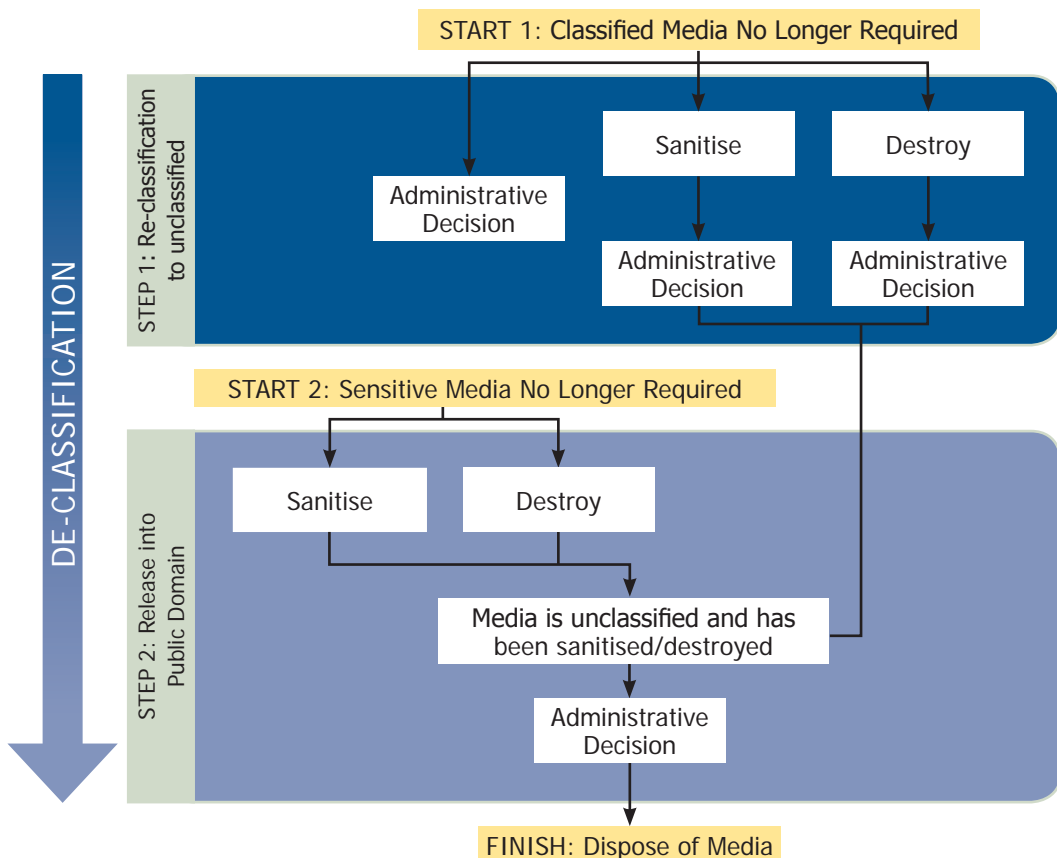 START 1: Classified Media No Longer Required
DE-CLASSIFICATION
STEP 1: Re-classification
to unclassified
Sanitise
Destroy
Administrative
Decision
Administrative
Decision
Administrative
Decision
START 2: Sensitive Media No Longer Required
STEP 2: Release into
Public Domain
Sanitise
Destroy
Media is unclassified and has
been sanitised/destroyed
Administrative
Decision
FINISH: Dispose of Media